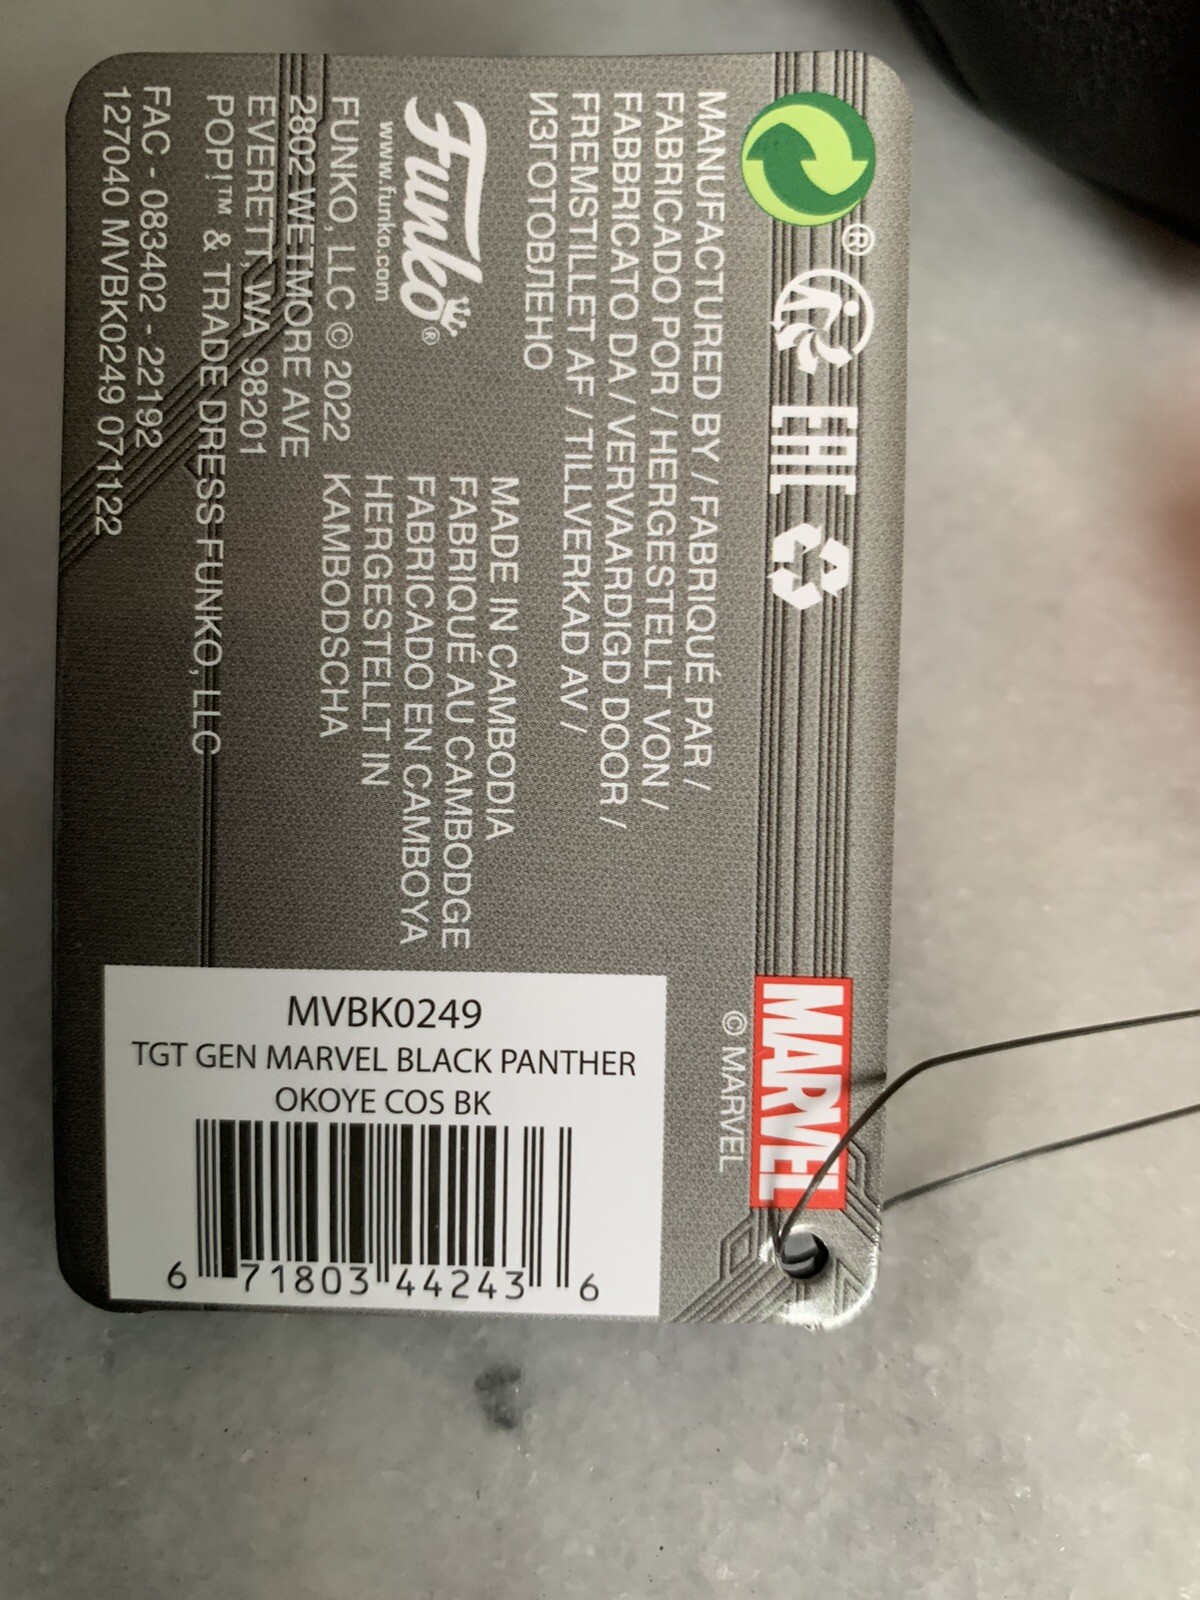 EAC
MARVEL
© MARVEL
MANUFACTURED BY / FABRIQUÉ PAR /
FABRICADO POR / HERGESTELLT VON /
FABBRICATO DA / VERVAARDIGD DOOR /
FREMSTILLET AF / TILLVERKAD AV /
ИЗГОТОВЛЕНО
Funko®
www.funko.com
FUNKO, LLC © 2022
2802 WETMORE AVE
EVERETT, WA 98201
POP!™ & TRADE DRESS FUNKO, LLC
MADE IN CAMBODIA
FABRIQUÉ AU CAMBODGE
FABRICADO EN CAMBOYA
HERGESTELLT IN
KAMBODSCHA
FAC - 083402 - 22192
127040 MVBK0249 071122
MVBK0249
TGT GEN MARVEL BLACK PANTHER
OKOYE COS BK
6 71803 44243 6